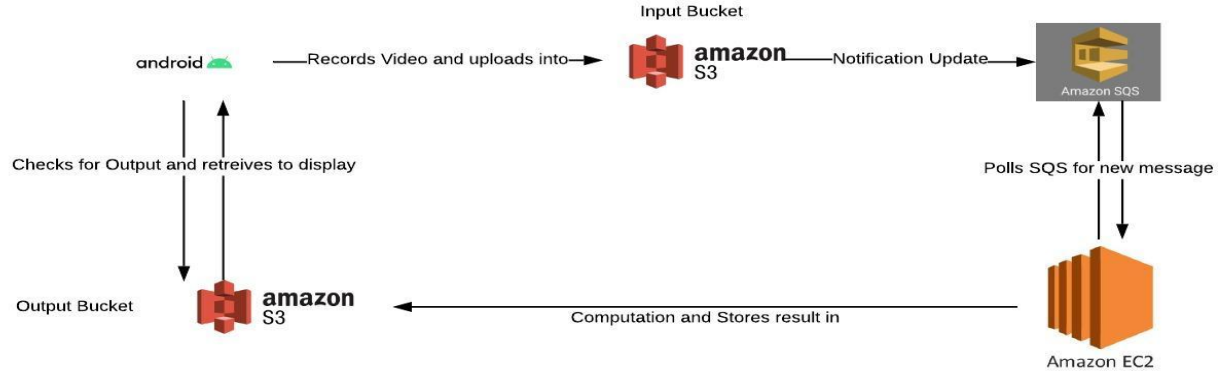 Input Bucket
android
Records Video and uploads into
amazon
S3
Notification Update
Amazon SQS
Checks for Output and retreives to display
Polls SQS for new message
Output Bucket
amazon
S3
Computation and Stores result in
Amazon EC2